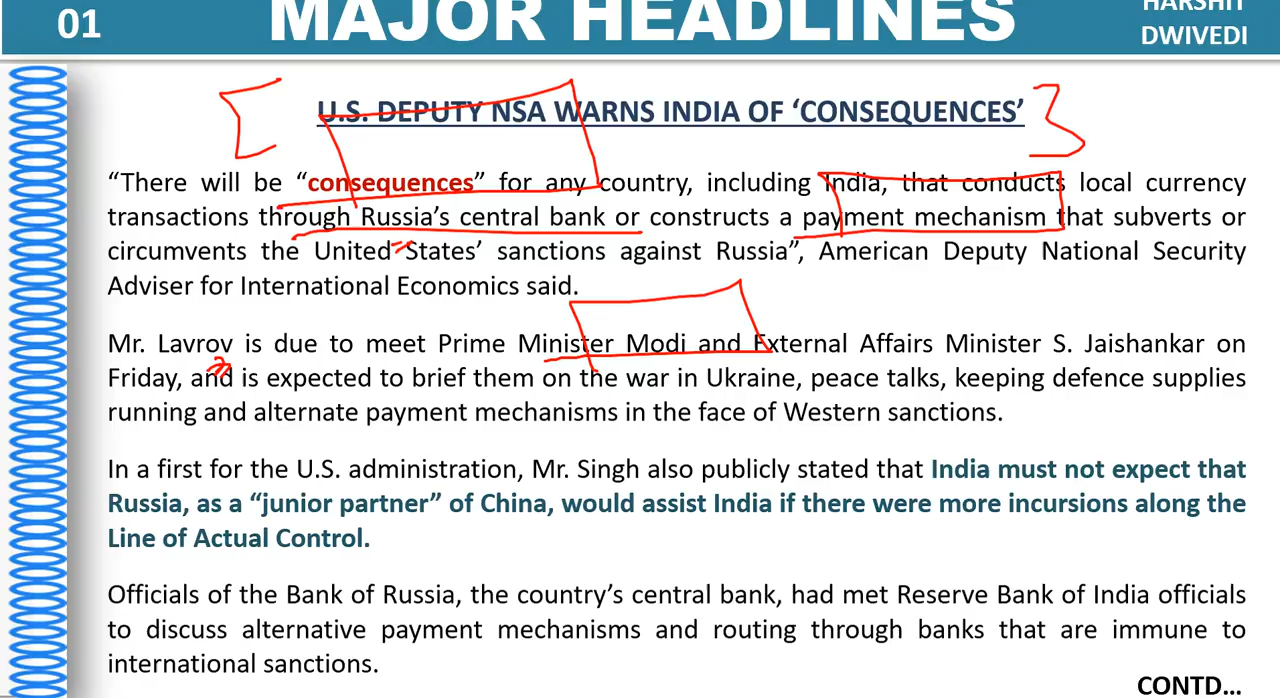 01
MAJOR HEADLINES
HARSHIT
DWIVEDI
U.S. DEPUTY NSA WARNS INDIA OF ‘CONSEQUENCES’
“There will be “consequences” for any country, including India, that conducts local currency
transactions through Russia’s central bank or constructs a payment mechanism that subverts or
circumvents the United States’ sanctions against Russia”, American Deputy National Security
Adviser for International Economics said.
Mr. Lavrov is due to meet Prime Minister Modi and External Affairs Minister S. Jaishankar on
Friday, and is expected to brief them on the war in Ukraine, peace talks, keeping defence supplies
running and alternate payment mechanisms in the face of Western sanctions.
In a first for the U.S. administration, Mr. Singh also publicly stated that India must not expect that
Russia, as a “junior partner” of China, would assist India if there were more incursions along the
Line of Actual Control.
Officials of the Bank of Russia, the country’s central bank, had met Reserve Bank of India officials
to discuss alternative payment mechanisms and routing through banks that are immune to
international sanctions.
CONTD...